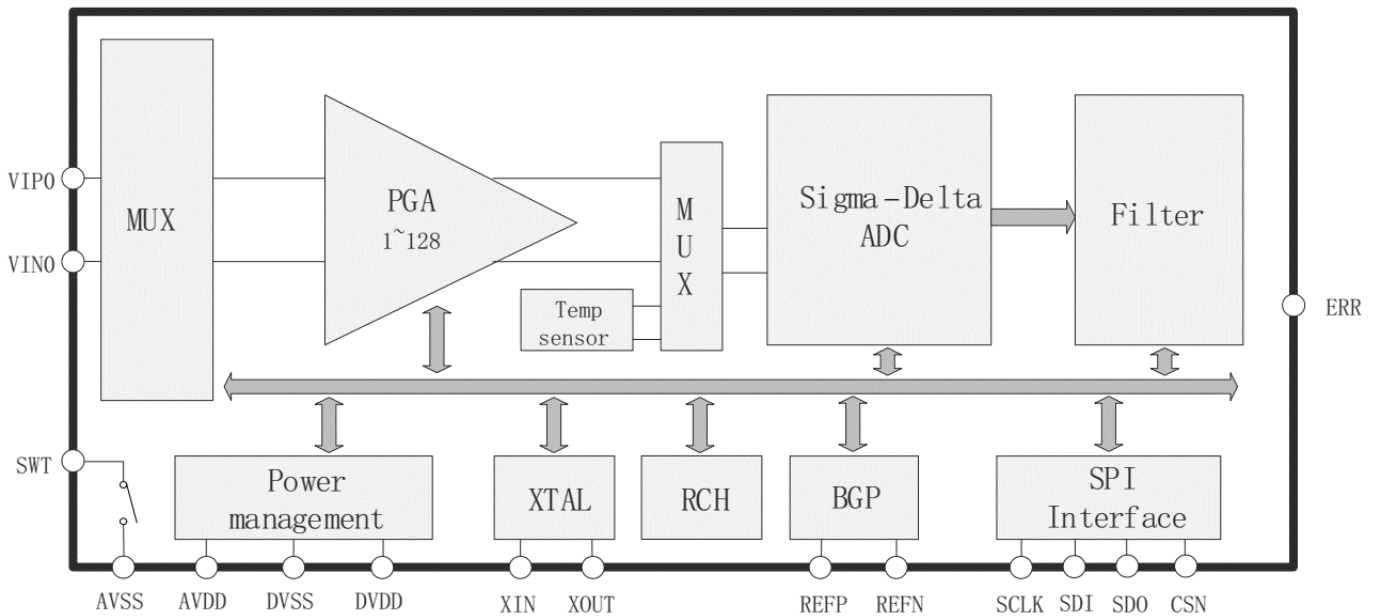 VIP0
VIN0
MUX
PGA
1~128
Temp
sensor
M
U
X
Sigma-Delta
ADC
Filter
ERR
SWT
Power
management
XTAL
RCH
BGP
SPI
Interface
AVSS
AVDD
DVSS
DVDD
XIN
XOUT
REFP
REFN
SCLK
SDI
SDO
CSN